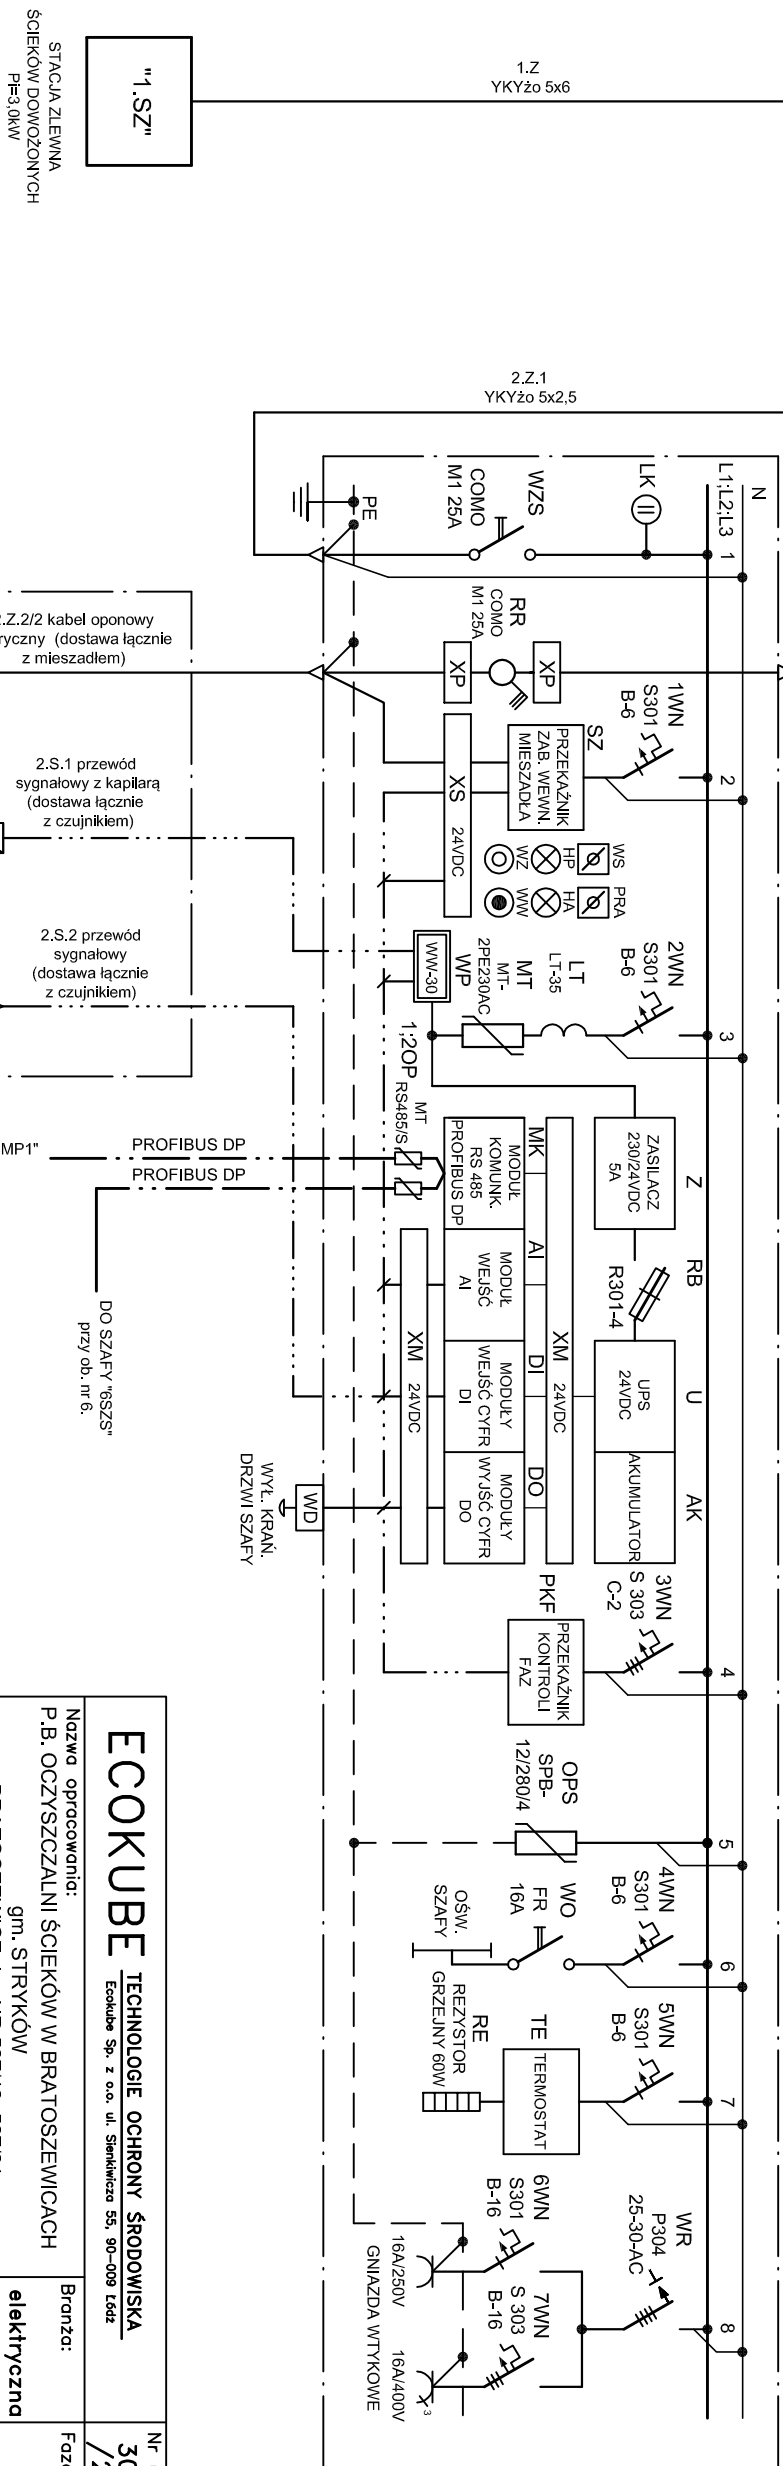 "1.SZ"
STACJA ZLEWNA
ŚCIEKÓW DOWOŻONYCH
Pi=3,0kW
1.Z
YKYżo 5x6
2.Z.1
YKYżo 5x2,5
N
L1;L2;L3
1
LK
WZS
COMO
M1 25A
PE
RR
COMO
M1 25A
XP
XP
2.Z.2/2 kabel oponowy
ryczny (dostawa łącznie
z mieszadłem)
2
1WN
S301
B-6
SZ
PRZEKAŹNIK
ZAB. WEWN.
MIESZADŁA
XS
24VDC
WS
PRA
HP
HA
WZ
WW
2.S.1 przewód
sygnałowy z kapilarą
(dostawa łącznie
z czujnikiem)
2.S.2 przewód
sygnałowy
(dostawa łącznie
z czujnikiem)
3
2WN
S301
B-6
LT
LT-35
MT
MT-
2PE230AC
WP
WW-30
1;2OP
MT
RS485/S
MP1"
PROFIBUS DP
PROFIBUS DP
DO SZAFY "6SZS"
przy ob. nr 6.
Z
ZASILACZ
230/24VDC
5A
RB
R301-4
U
UPS
24VDC
AK
AKUMULATOR
XM
24VDC
MK
MODUŁ
KOMUNK.
RS 485
PROFIBUS DP
AI
MODUŁ
WEJŚĆ
AI
DI
MODUŁY
WEJŚĆ CYFR
DI
DO
MODUŁY
WYJŚĆ CYFR
DO
XM
24VDC
WD
WYŁ. KRAŃ.
DRZWI SZAFY
4
3WN
S 303
C-2
PKF
PRZEKAŹNIK
KONTROLI
FAZ
5
OPS
SPB-
12/280/4
6
4WN
S301
B-6
WO
FR
16A
OŚW.
SZAFY
7
5WN
S301
B-6
TE
TERMOSTAT
RE
REZYSTOR
GRZEJNY 60W
8
WR
P304
25-30-AC
6WN
S301
B-16
7WN
S 303
B-16
16A/250V
16A/400V
3
GNIAZDA WTYKOWE
ECOKUBE
TECHNOLOGIE OCHRONY ŚRODOWISKA
Ecokube Sp. z o.o. ul. Sienkiwicza 55, 90-009 Łódź
Nazwa opracowania:
P.B. OCZYSZCZALNI ŚCIEKÓW W BRATOSZEWICACH
gm. STRYKÓW
Branża:
elektryczna
Nr